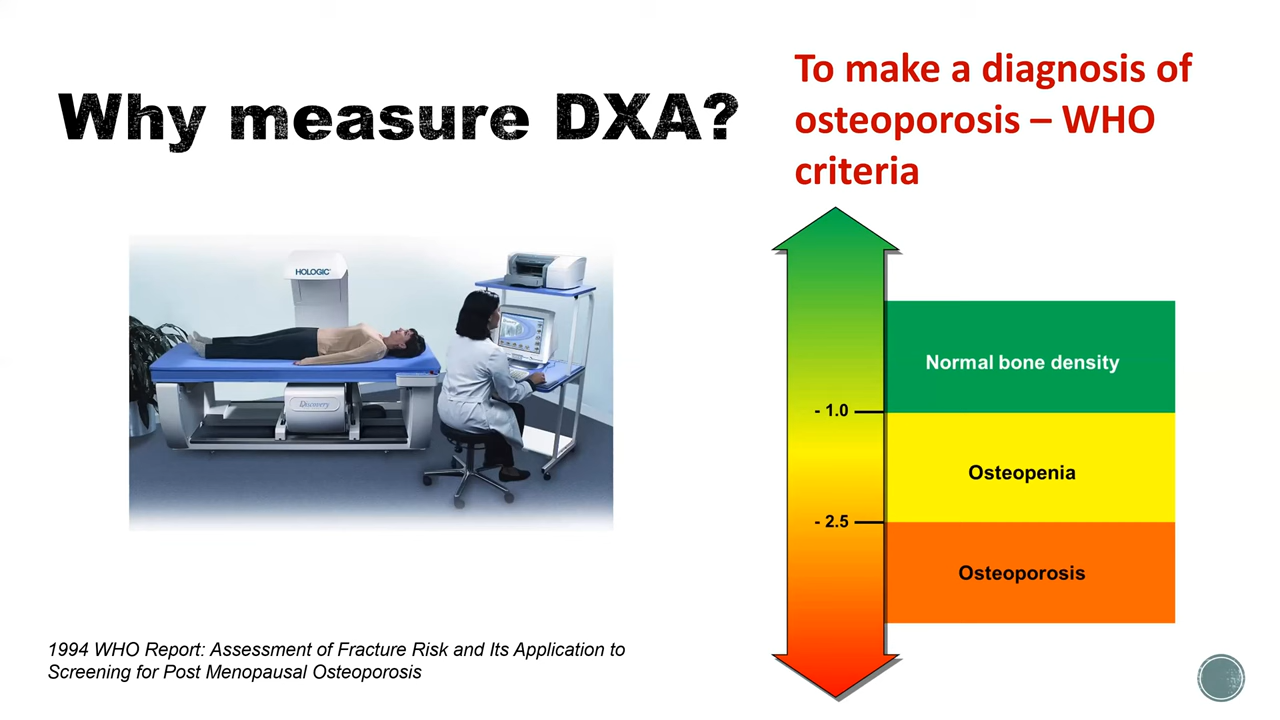 Why measure DXA?
To make a diagnosis of
osteoporosis – WHO
criteria
HOLOGIC
Discovery
Normal bone density
- 1.0
Osteopenia
- 2.5
Osteoporosis
1994 WHO Report: Assessment of Fracture Risk and Its Application to
Screening for Post Menopausal Osteoporosis